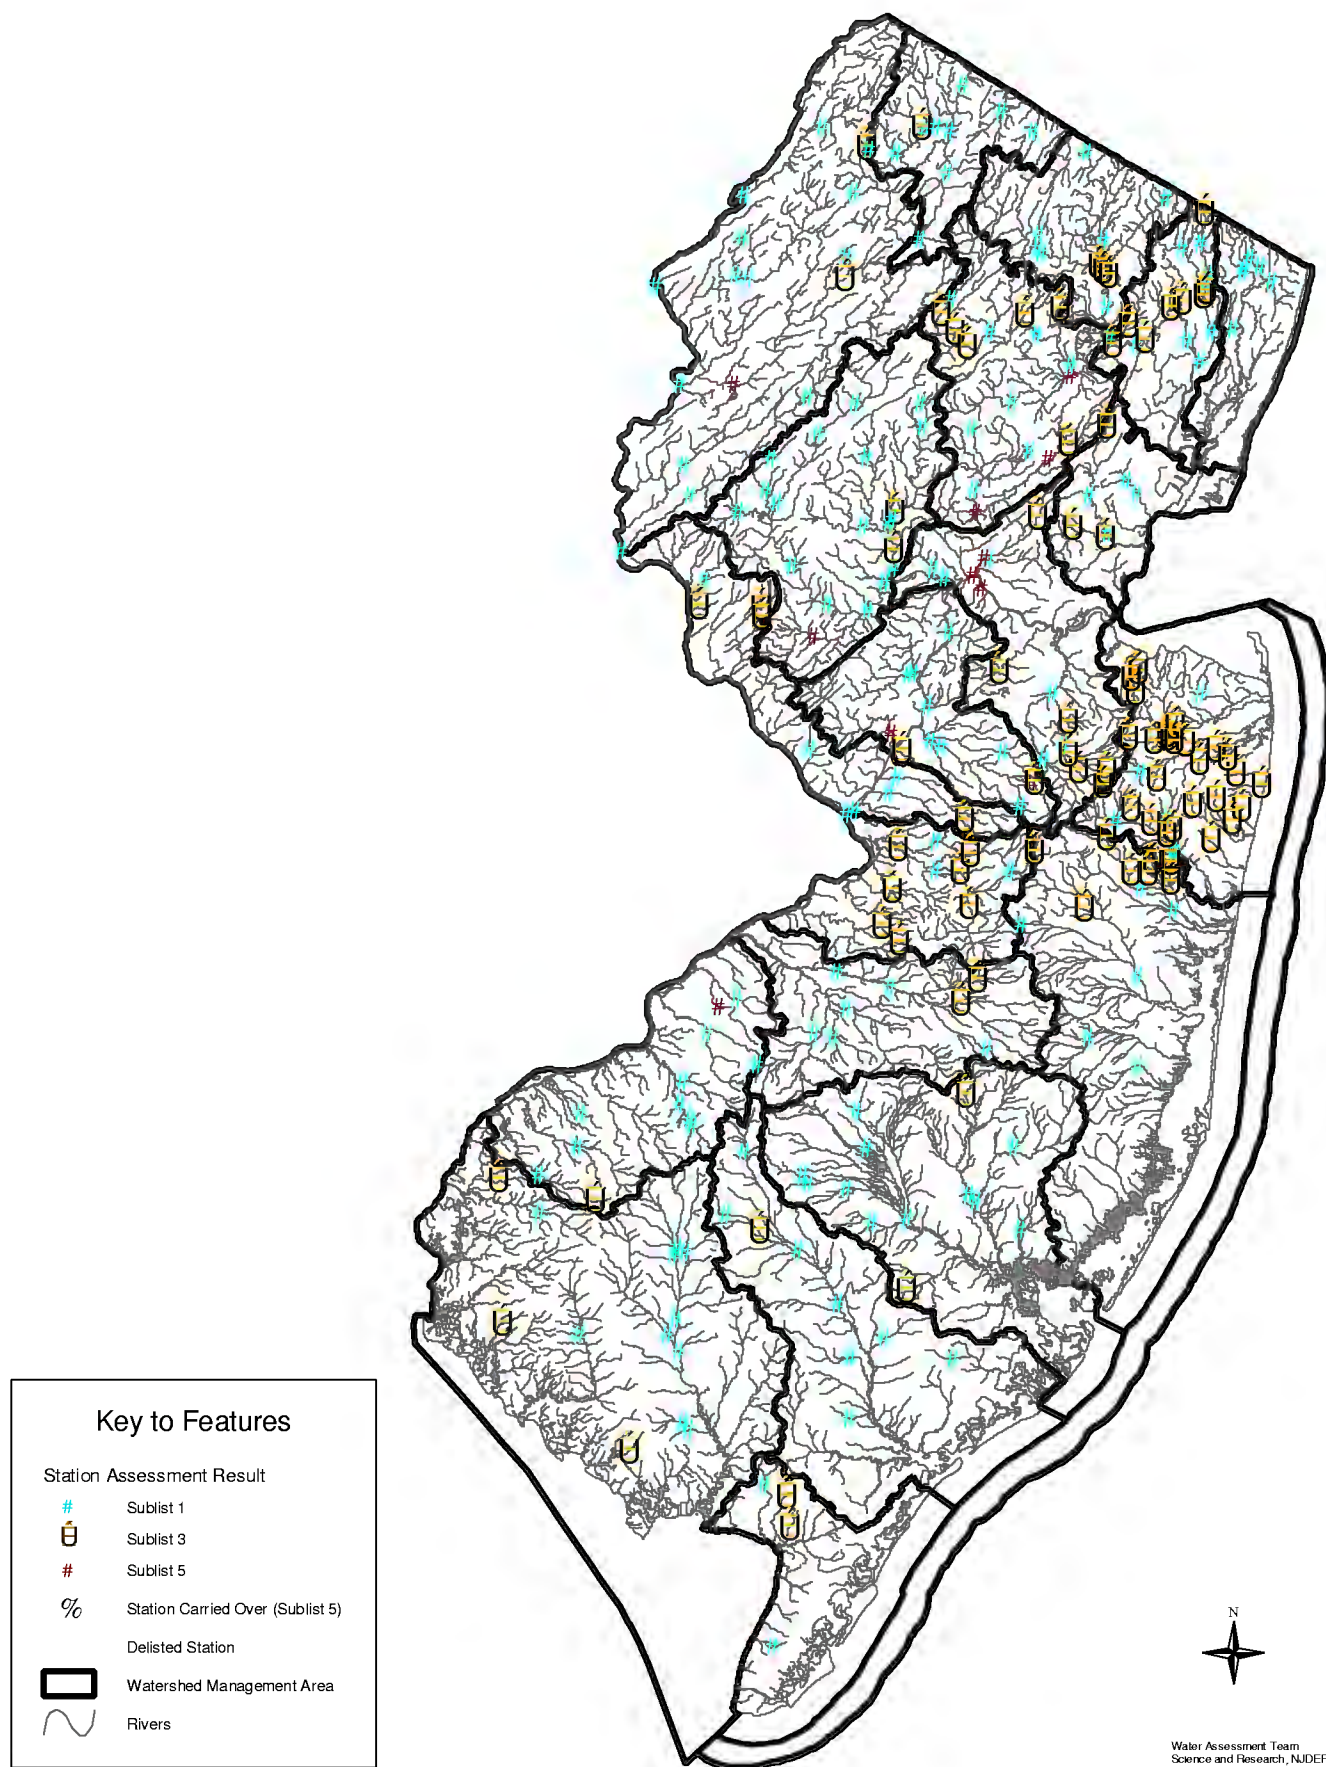 Key to Features
Station Assessment Result
# Sublist 1
Sublist 3
# Sublist 5
% Station Carried Over (Sublist 5)
Delisted Station
Watershed Management Area
Rivers
N
Water Assessment Team
Science and Research, NJDEP